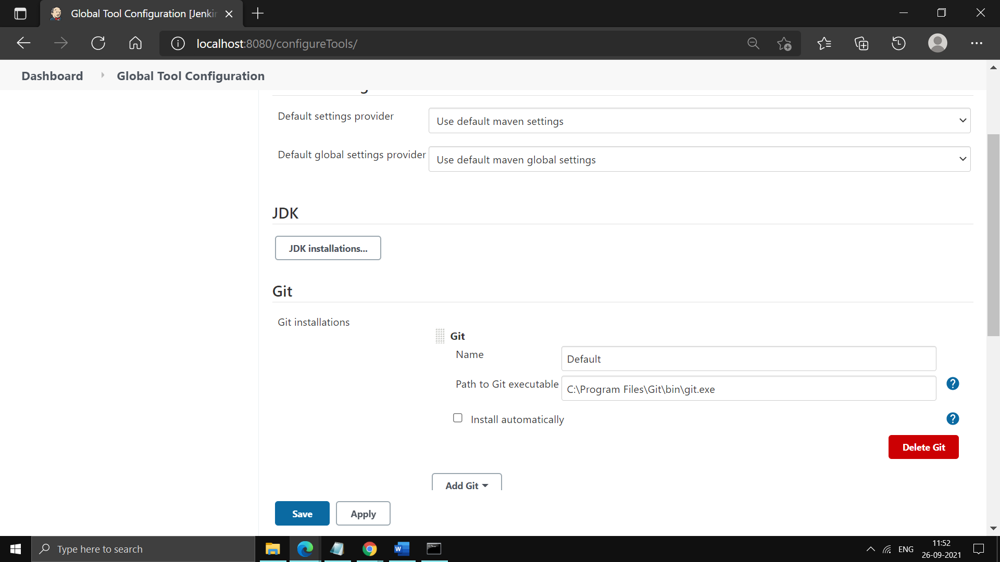 Global Tool Configuration [Jenki
localhost:8080/configureTools/
Dashboard
Global Tool Configuration
Default settings provider
Use default maven settings
Default global settings provider
Use default maven global settings
JDK
JDK installations...
Git
Git installations
Git
Name
Default
Path to Git executable
C:\Program Files\Git\bin\git.exe
?
Install automatically
?
Delete Git
Add Git
Save
Apply
Type here to search
ENG
11:52
26-09-2021